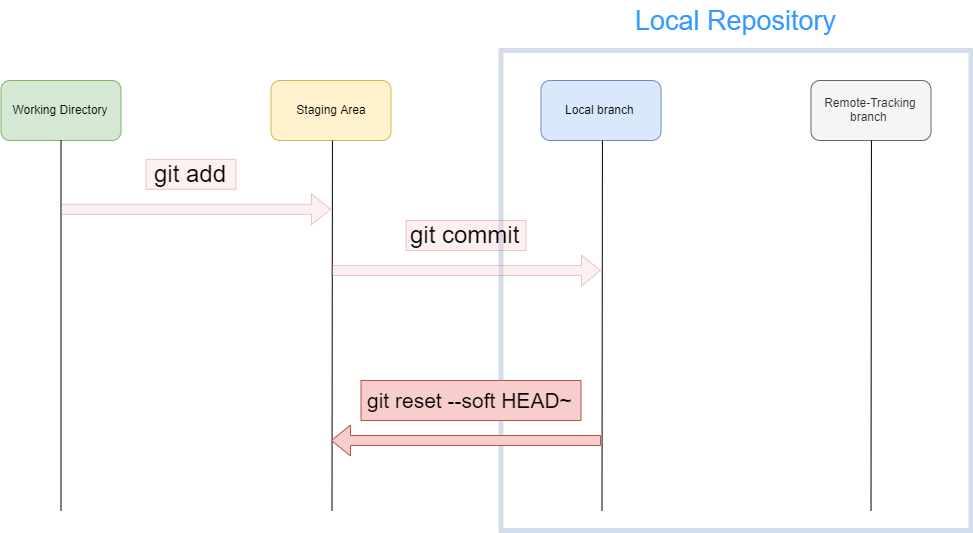 Local Repository
Working Directory
Staging Area
Local branch
Remote-Tracking
branch
git add
git commit
git reset --soft HEAD~